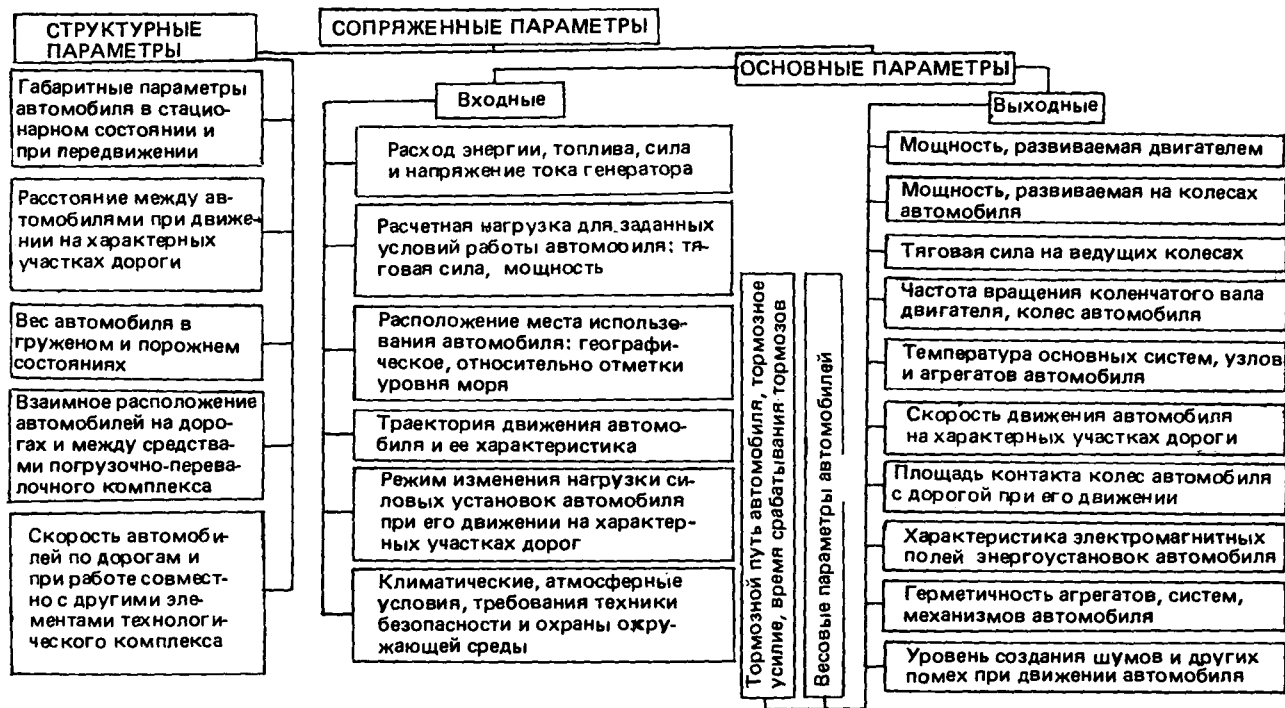 СТРУКТУРНЫЕ
ПАРАМЕТРЫ
Габаритные параметры
автомобиля в стацио-
нарном состоянии и
при передвижении
Расстояние между ав-
томобилями при движе-
нии на характерных
участках дороги
Вес автомобиля в
груженом и порожнем
состояниях
Взаимное расположение
автомобилей на доро-
гах и между средства-
ми погрузочно-перева-
лочного комплекса
Скорость автомоби-
лей по дорогам и
при работе совмест-
но с другими эле-
ментами технологи-
ческого комплекса
СОПРЯЖЕННЫЕ ПАРАМЕТРЫ
ОСНОВНЫЕ ПАРАМЕТРЫ
Входные
Расход энергии, топлива, сила
и напряжение тока генератора
Расчетная нагрузка для заданных
условий работы автомобиля: тя-
говая сила, мощность
Расположение места использо-
вания автомобиля: географи-
ческое, относительно отметки
уровня моря
Траектория движения автомо-
биля и ее характеристика
Режим изменения нагрузки си-
ловых установок автомобиля
при его движении на характер-
ных участках дорог
Климатические, атмосферные
условия, требования техники
безопасности и охраны окру-
жающей среды
Тормозной путь автомобиля, тормозное
усилие, время срабатывания тормозов
Весовые параметры автомобилей
Выходные
Мощность, развиваемая двигателем
Мощность, развиваемая на колесах
автомобиля
Тяговая сила на ведущих колесах
Частота вращения коленчатого вала
двигателя, колес автомобиля
Температура основных систем, узлов
и агрегатов автомобиля
Скорость движения автомобиля
на характерных участках дороги
Площадь контакта колес автомобиля
с дорогой при его движении
Характеристика электромагнитных
полей энергоустановок автомобиля
Герметичность агрегатов, систем,
механизмов автомобиля
Уровень создания шумов и других
помех при движении автомобиля